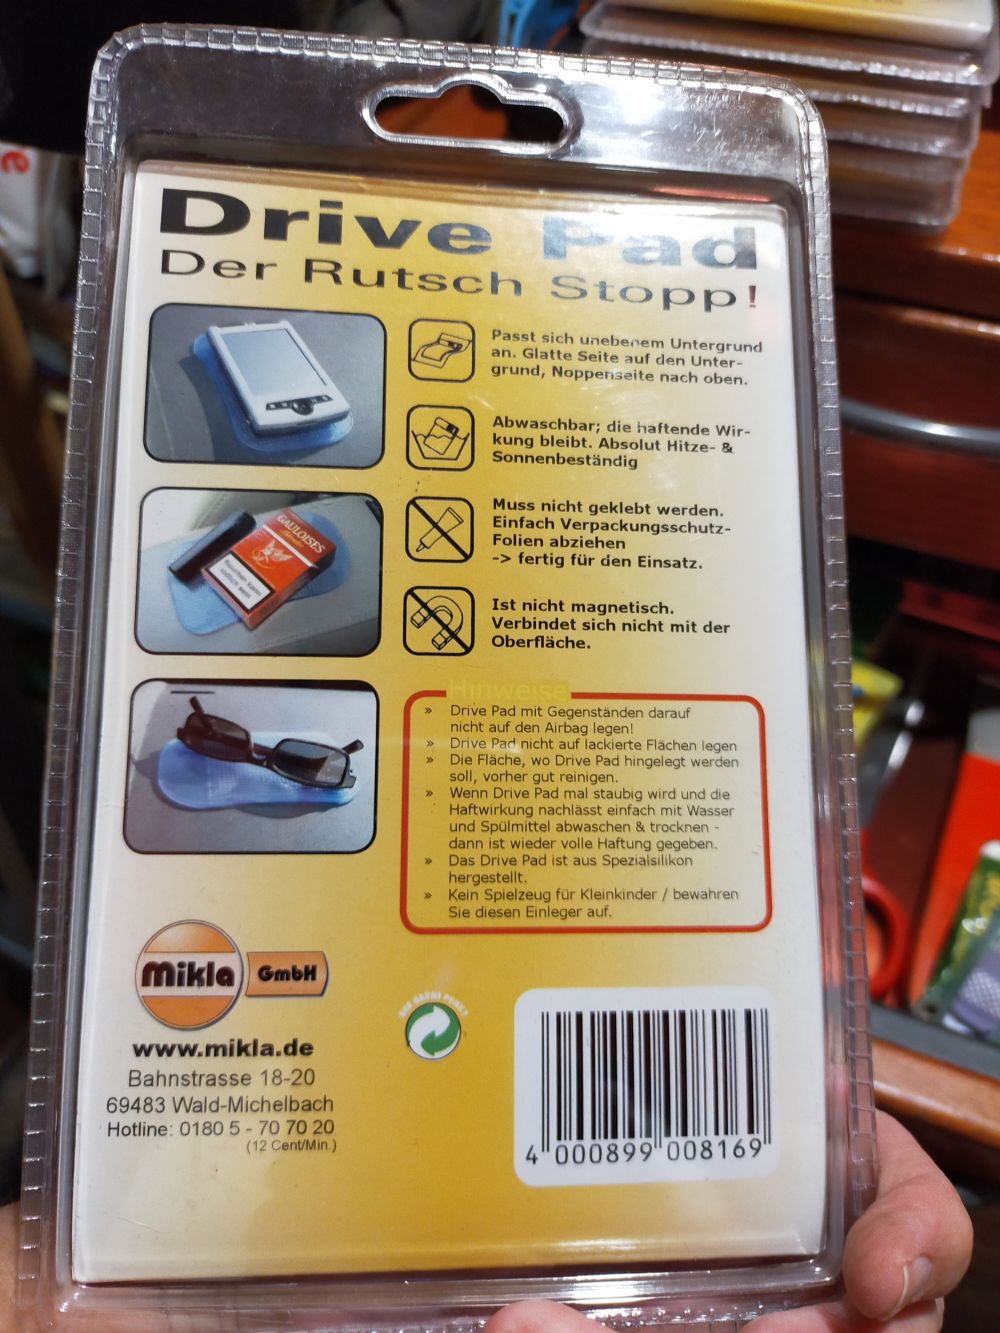 Drive Pad
Der Rutsch Stopp!
Passt sich unebenem Untergrund
an. Glatte Seite auf den Unter-
grund, Noppenseite nach oben.
Abwaschbar; die haftende Wir-
kung bleibt. Absolut Hitze- &
Sonnenbeständig
GAULOISES
Muss nicht geklebt werden.
Einfach Verpackungsschutz-
Folien abziehen
-> fertig für den Einsatz.
Ist nicht magnetisch.
Verbindet sich nicht mit der
Oberfläche.
Hinweise
» Drive Pad mit Gegenständen darauf
nicht auf den Airbag legen!
» Drive Pad nicht auf lackierte Flächen legen
» Die Fläche, wo Drive Pad hingelegt werden
soll, vorher gut reinigen.
» Wenn Drive Pad mal staubig wird und die
Haftwirkung nachlässt einfach mit Wasser
und Spülmittel abwaschen & trocknen -
dann ist wieder volle Haftung gegeben.
» Das Drive Pad ist aus Spezialsilikon
hergestellt.
» Kein Spielzeug für Kleinkinder / bewahren
Sie diesen Einleger auf.
Mikla GmbH
www.mikla.de
Bahnstrasse 18-20
69483 Wald-Michelbach
Hotline: 0180 5 - 70 70 20
(12 Cent/Min.)
DER GRÜNE PUNKT
4 000899 008169